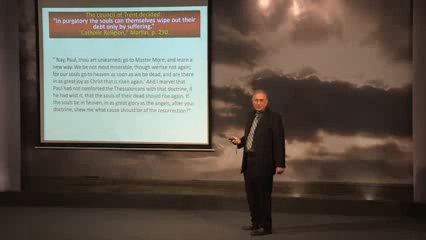 The council of Trent decided:
"In purgatory the souls can themselves wipe out their
debt only by suffering."
"Catholic Religion," Martin, p. 290
"Nay, Paul, thou art unlearned; go to Master More, and learn a
new way. We be not most miserable, though we rise not again;
for our souls go to heaven as soon as we be dead, and are there
in as great joy as Christ that is risen again. And I marvel that
Paul had not comforted the Thessalonians with that doctrine, if
he had wist it, that the souls of their dead should rise again. If
the souls be in heaven, in as great glory as the angels, after your
doctrine, shew me what cause should be of the resurrection?"